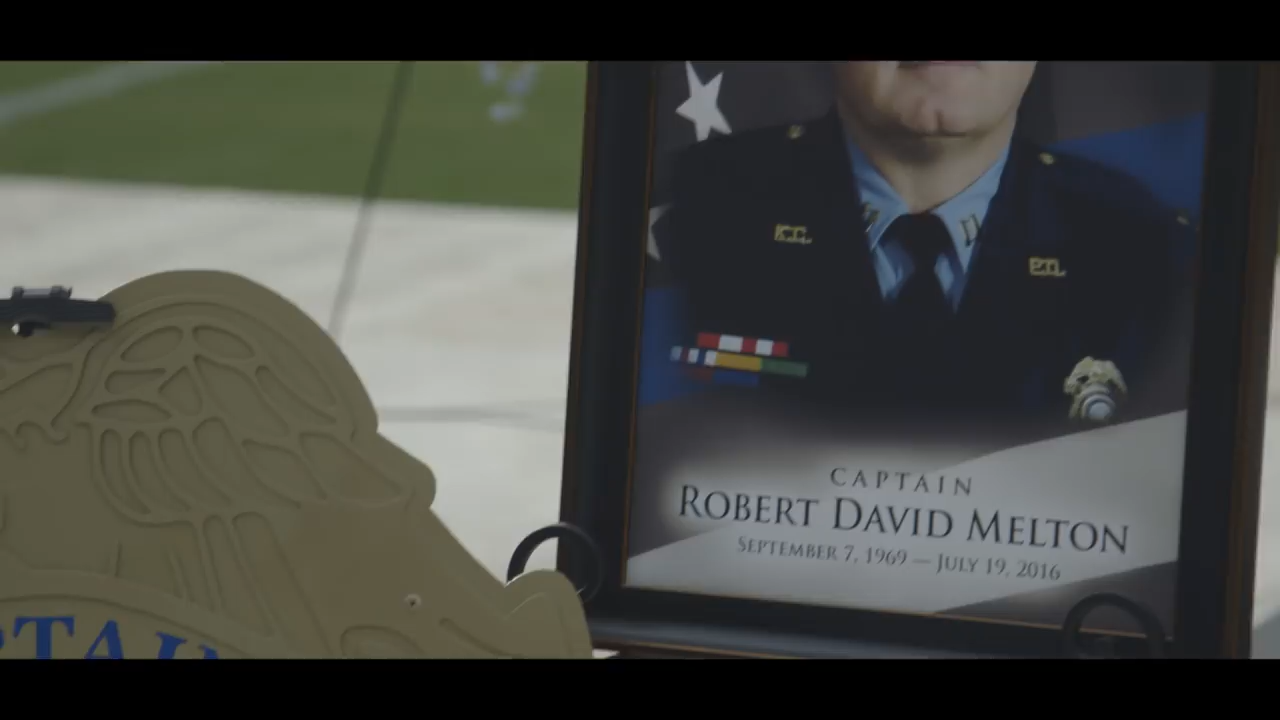 K.C.
P.D.
CAPTAIN
ROBERT DAVID MELTON
SEPTEMBER 7, 1969 — JULY 19, 2016